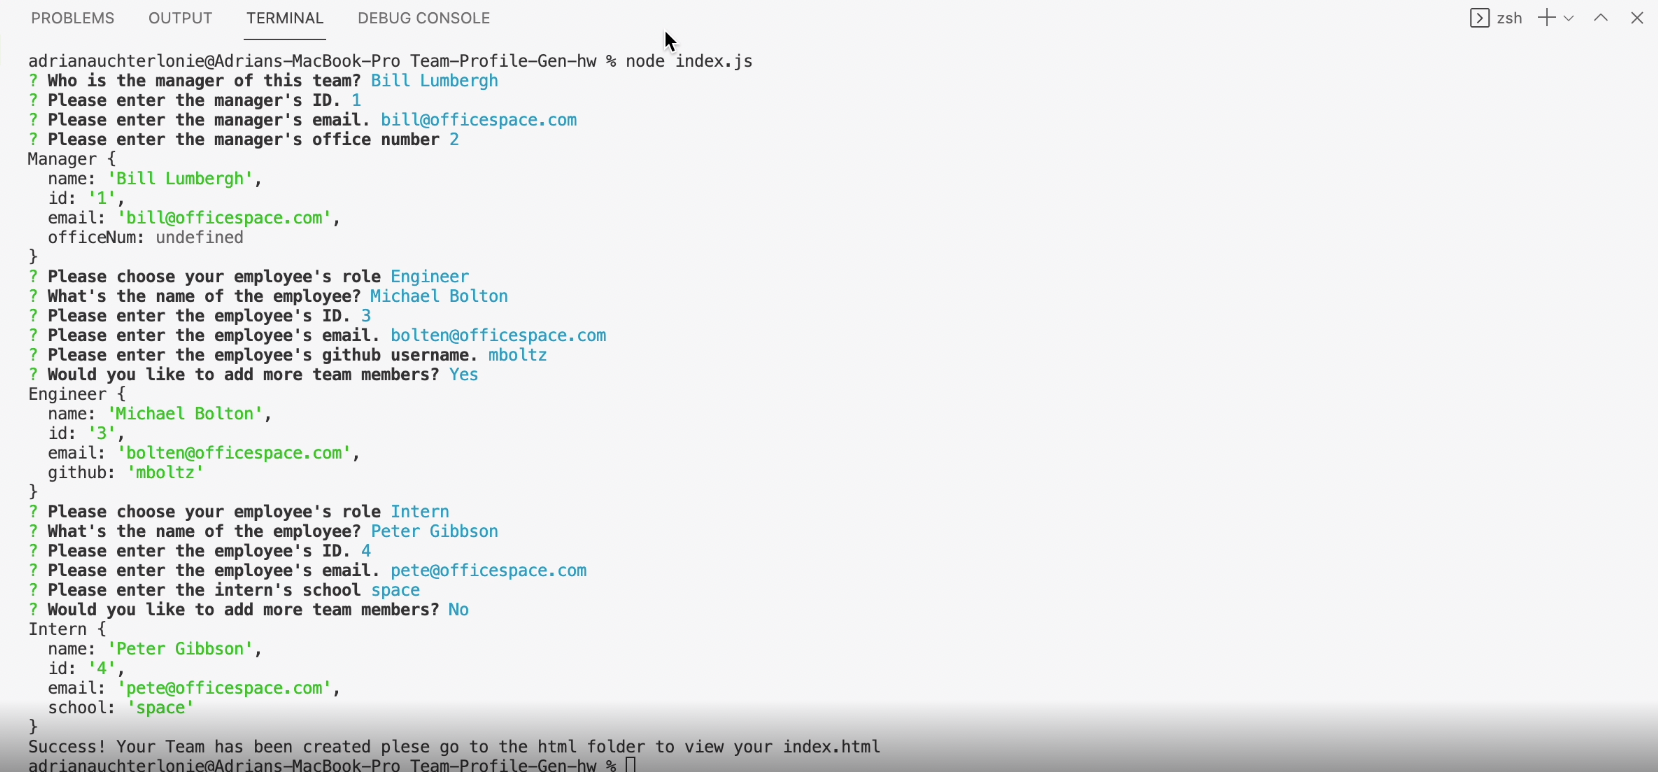 PROBLEMS OUTPUT TERMINAL DEBUG CONSOLE zsh
adrianauchterlonie@Adrians-MacBook-Pro Team-Profile-Gen-hw % node index.js
? Who is the manager of this team? Bill Lumbergh
? Please enter the manager's ID. 1
? Please enter the manager's email. bill@officespace.com
? Please enter the manager's office number 2
Manager {
  name: 'Bill Lumbergh',
  id: '1',
  email: 'bill@officespace.com',
  officeNum: undefined
}
? Please choose your employee's role Engineer
? What's the name of the employee? Michael Bolton
? Please enter the employee's ID. 3
? Please enter the employee's email. bolten@officespace.com
? Please enter the employee's github username. mboltz
? Would you like to add more team members? Yes
Engineer {
  name: 'Michael Bolton',
  id: '3',
  email: 'bolten@officespace.com',
  github: 'mboltz'
}
? Please choose your employee's role Intern
? What's the name of the employee? Peter Gibbson
? Please enter the employee's ID. 4
? Please enter the employee's email. pete@officespace.com
? Please enter the intern's school space
? Would you like to add more team members? No
Intern {
  name: 'Peter Gibbson',
  id: '4',
  email: 'pete@officespace.com',
  school: 'space'
}
Success! Your Team has been created plese go to the html folder to view your index.html
adrianauchterlonie@Adrians-MacBook-Pro Team-Profile-Gen-hw %